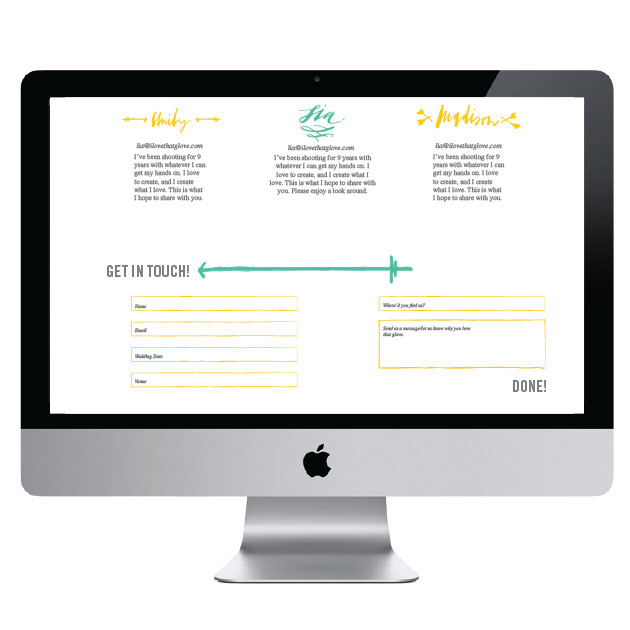 Emily
lia@ilovethatglove.com
I've been shooting for 9
years with whatever I can
get my hands on. I love
to create, and I create
what I love. This is what
I hope to share with you.
Lia
lia@ilovethatglove.com
I've been shooting for 9 years with
whatever I can get my hands on. I
love to create, and I create what I
love. This is what I hope to share with
you. Please enjoy a look around.
Madison
lia@ilovethatglove.com
I've been shooting for 9
years with whatever I can
get my hands on. I love
to create, and I create
what I love. This is what
I hope to share with you.
GET IN TOUCH!
Name
Email
Wedding Date
Venue
Where'd you find us?
Send us a message/let us know why you love
that glove.
DONE!